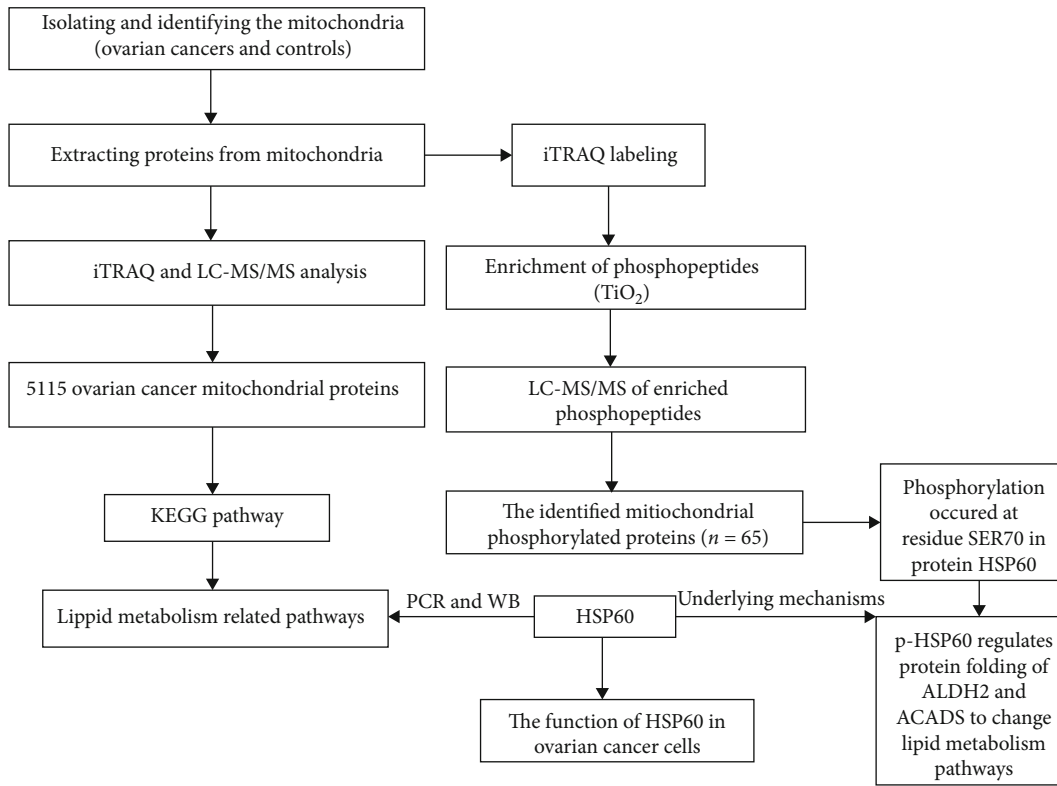 Isolating and identifying the mitochondria
(ovarian cancers and controls)
Extracting proteins from mitochondria
iTRAQ labeling
iTRAQ and LC-MS/MS analysis
Enrichment of phosphopeptides
(TiO₂)
5115 ovarian cancer mitochondrial proteins
LC-MS/MS of enriched
phosphopeptides
KEGG pathway
The identified mitiochondrial
phosphorylated proteins (n = 65)
Phosphorylation
occured at
residue SER70 in
protein HSP60
Lippid metabolism related pathways
PCR and WB
HSP60
Underlying mechanisms
p-HSP60 regulates
protein folding of
ALDH2 and
ACADS to change
lipid metabolism
pathways
The function of HSP60 in
ovarian cancer cells